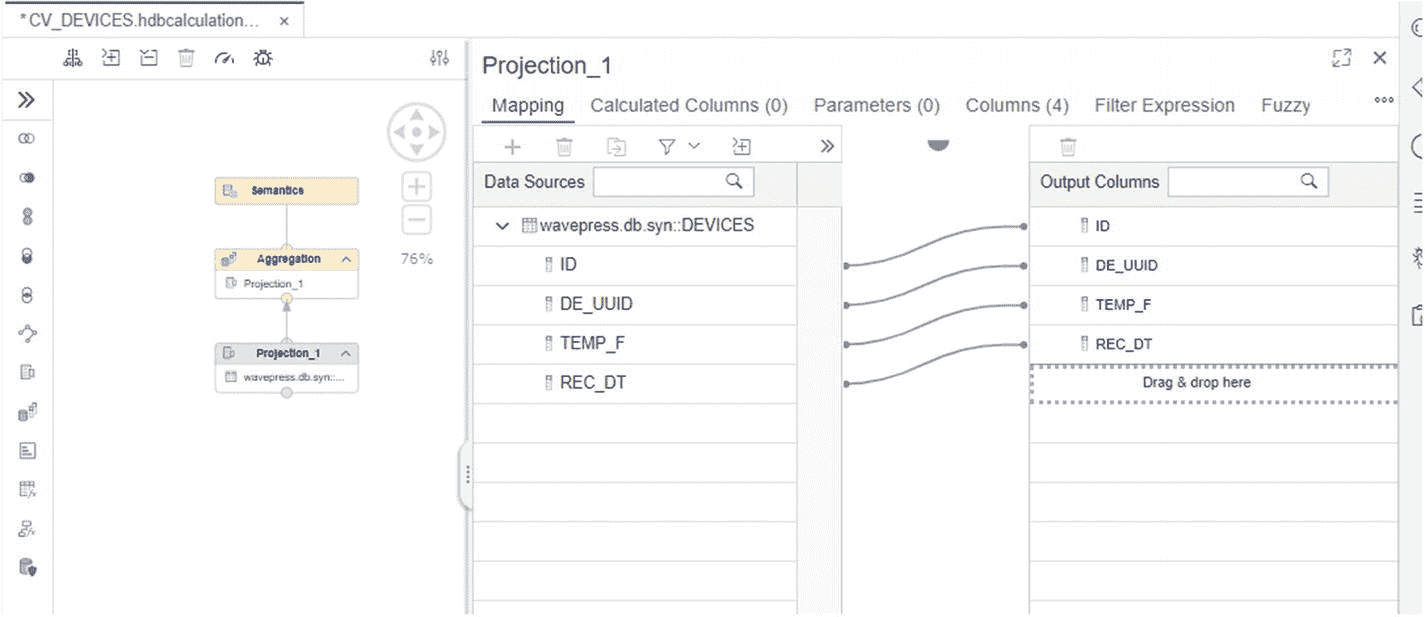 *CV_DEVICES.hdbcalculation...
Semantics
Aggregation
Projection_1
Projection_1
wavepress.db.syn::...
76%
Projection_1
Mapping Calculated Columns (0) Parameters (0) Columns (4) Filter Expression Fuzzy
Data Sources
wavepress.db.syn::DEVICES
ID
DE_UUID
TEMP_F
REC_DT
Output Columns
ID
DE_UUID
TEMP_F
REC_DT
Drag & drop here